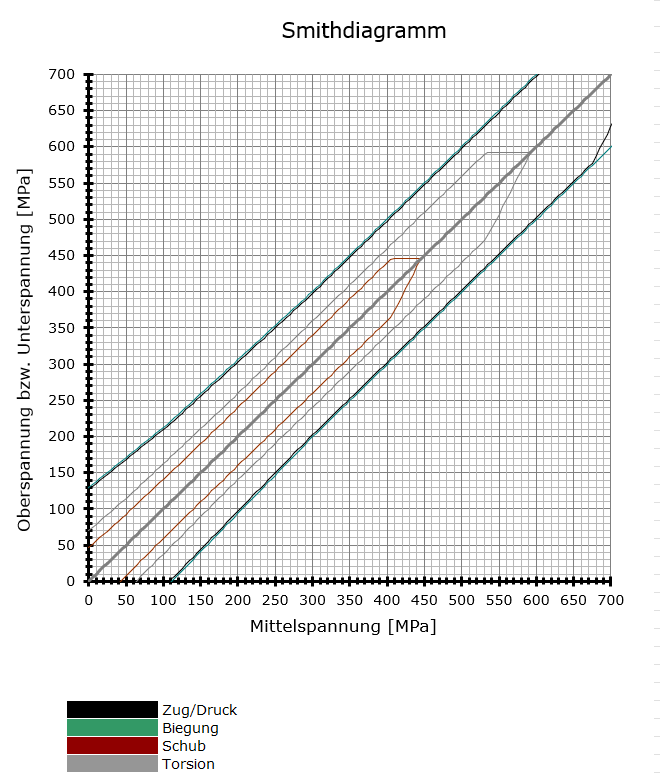 Smithdiagramm
Oberspannung bzw. Unterspannung [MPa]
700
650
600
550
500
450
400
350
300
250
200
150
100
50
0
0 50 100 150 200 250 300 350 400 450 500 550 600 650 700
Mittelspannung [MPa]
Zug/Druck
Biegung
Schub
Torsion